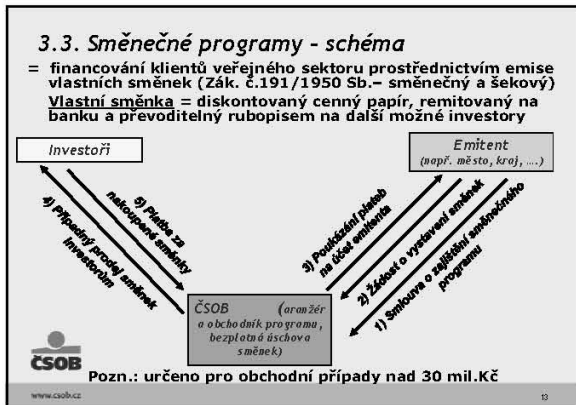 3.3. Směnečné programy - schéma
= financování klientů veřejného sektoru prostřednictvím emise
vlastních směnek (Zák. č.191/1950 Sb.– směnečný a šekový)
Vlastní směnka = diskontovaný cenný papír, remitovaný na
banku a převoditelný rubopisem na další možné investory
Investoři
Emitent
(např. město, kraj, ....)
5) Platba za
nakoupené směnky
4) Případný prodej směnek
investorům
3) Poukázání plateb
na účet emitenta
2) Žádost o vystavení směnek
1) Smlouva o zajištění směnečného
programu
ČSOB (aranžér
a obchodník programu,
bezplatná úschova
směnek)
ČSOB
Pozn.: určeno pro obchodní případy nad 30 mil.Kč
www.csob.cz
13